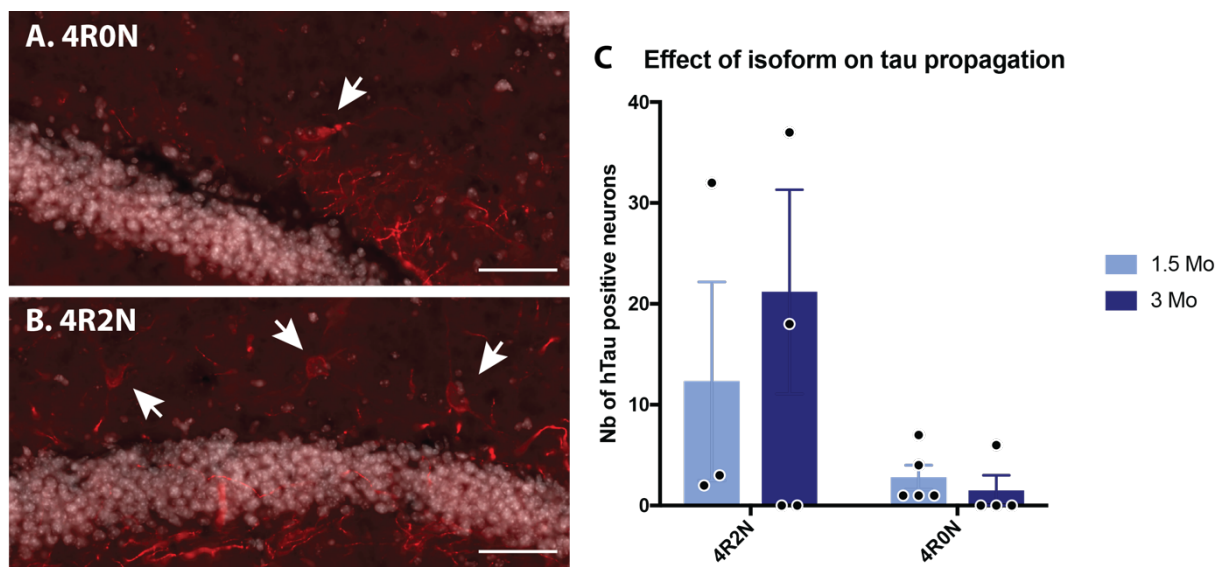 A. 4R0N
B. 4R2N
C Effect of isoform on tau propagation
Nb of hTau positive neurons
40
30
20
10
0
4R2N
4R0N
1.5 Mo
3 Mo